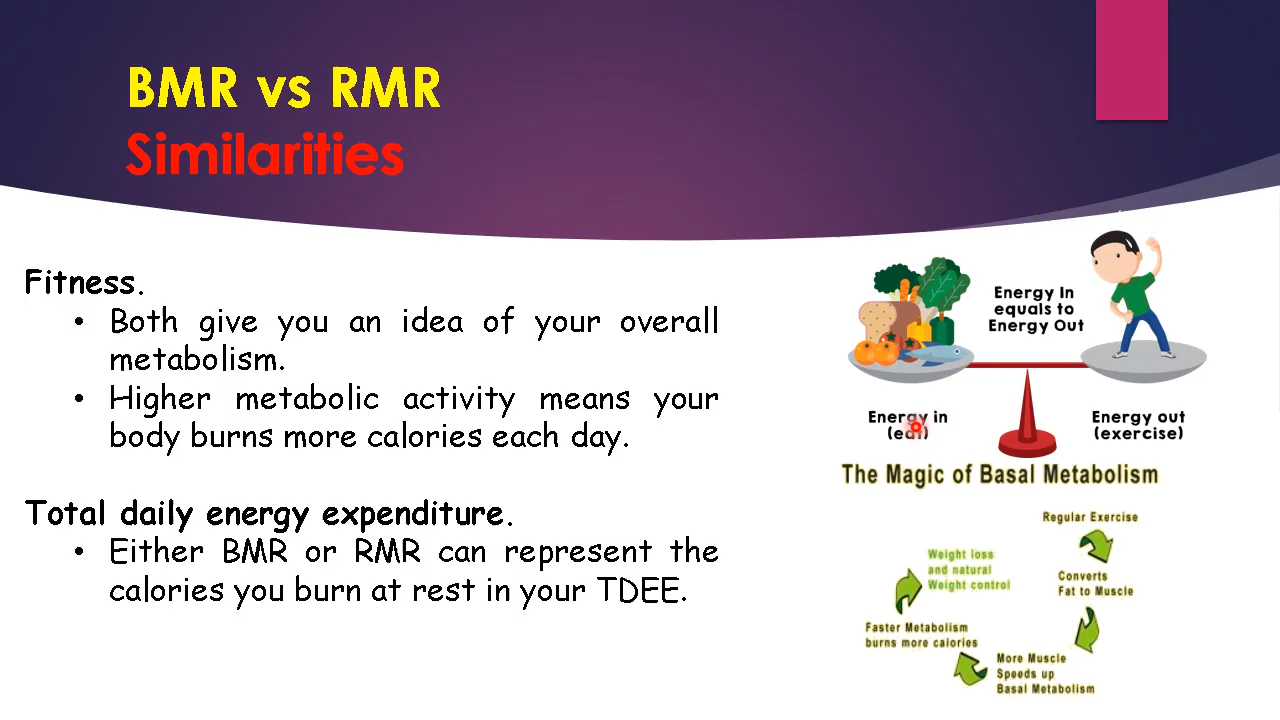 BMR vs RMR
Similarities
Fitness.
• Both give you an idea of your overall
metabolism.
• Higher metabolic activity means your
body burns more calories each day.
Total daily energy expenditure.
• Either BMR or RMR can represent the
calories you burn at rest in your TDEE.
Energy In
equals to
Energy Out
Energy in
(eat)
Energy out
(exercise)
The Magic of Basal Metabolism
Regular Exercise
Converts
Fat to Muscle
More Muscle
Speeds up
Basal Metabolism
Faster Metabolism
burns more calories
Weight loss
and natural
Weight control